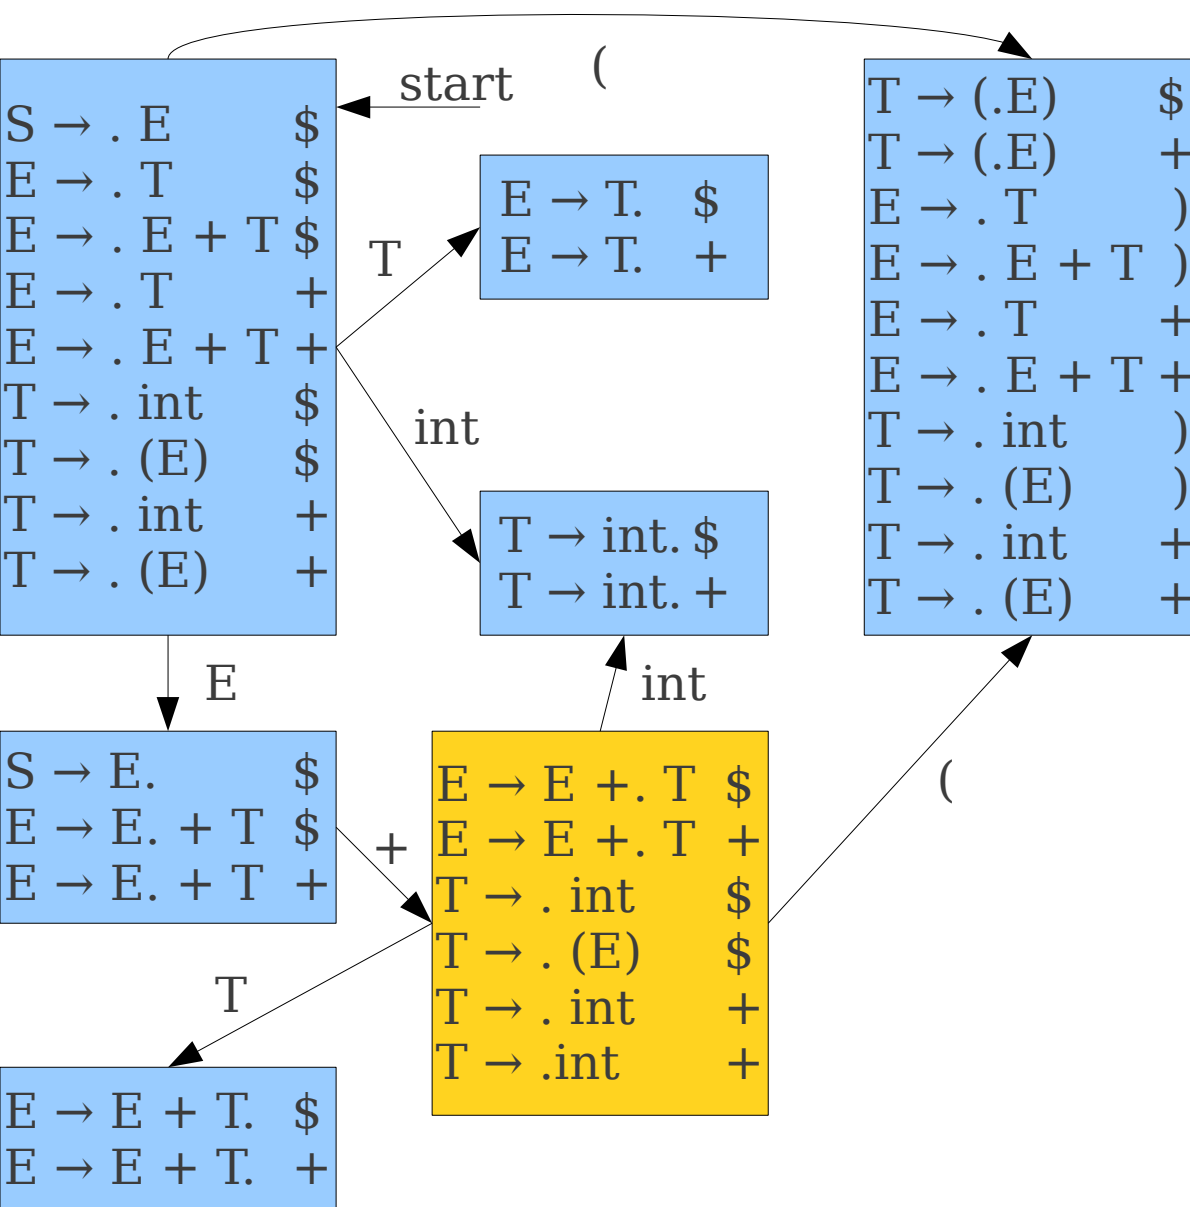 (
start
S → . E $
E → . T $
E → . E + T $
E → . T +
E → . E + T +
T → . int $
T → . (E) $
T → . int +
T → . (E) +
T
E → T. $
E → T. +
int
T → int. $
T → int. +
T → (.E) $
T → (.E) +
E → . T )
E → . E + T )
E → . T +
E → . E + T +
T → . int )
T → . (E) )
T → . int +
T → . (E) +
E
int
(
S → E. $
E → E. + T $
E → E. + T +
+
E → E +. T $
E → E +. T +
T → . int $
T → . (E) $
T → . int +
T → .int +
T
E → E + T. $
E → E + T. +